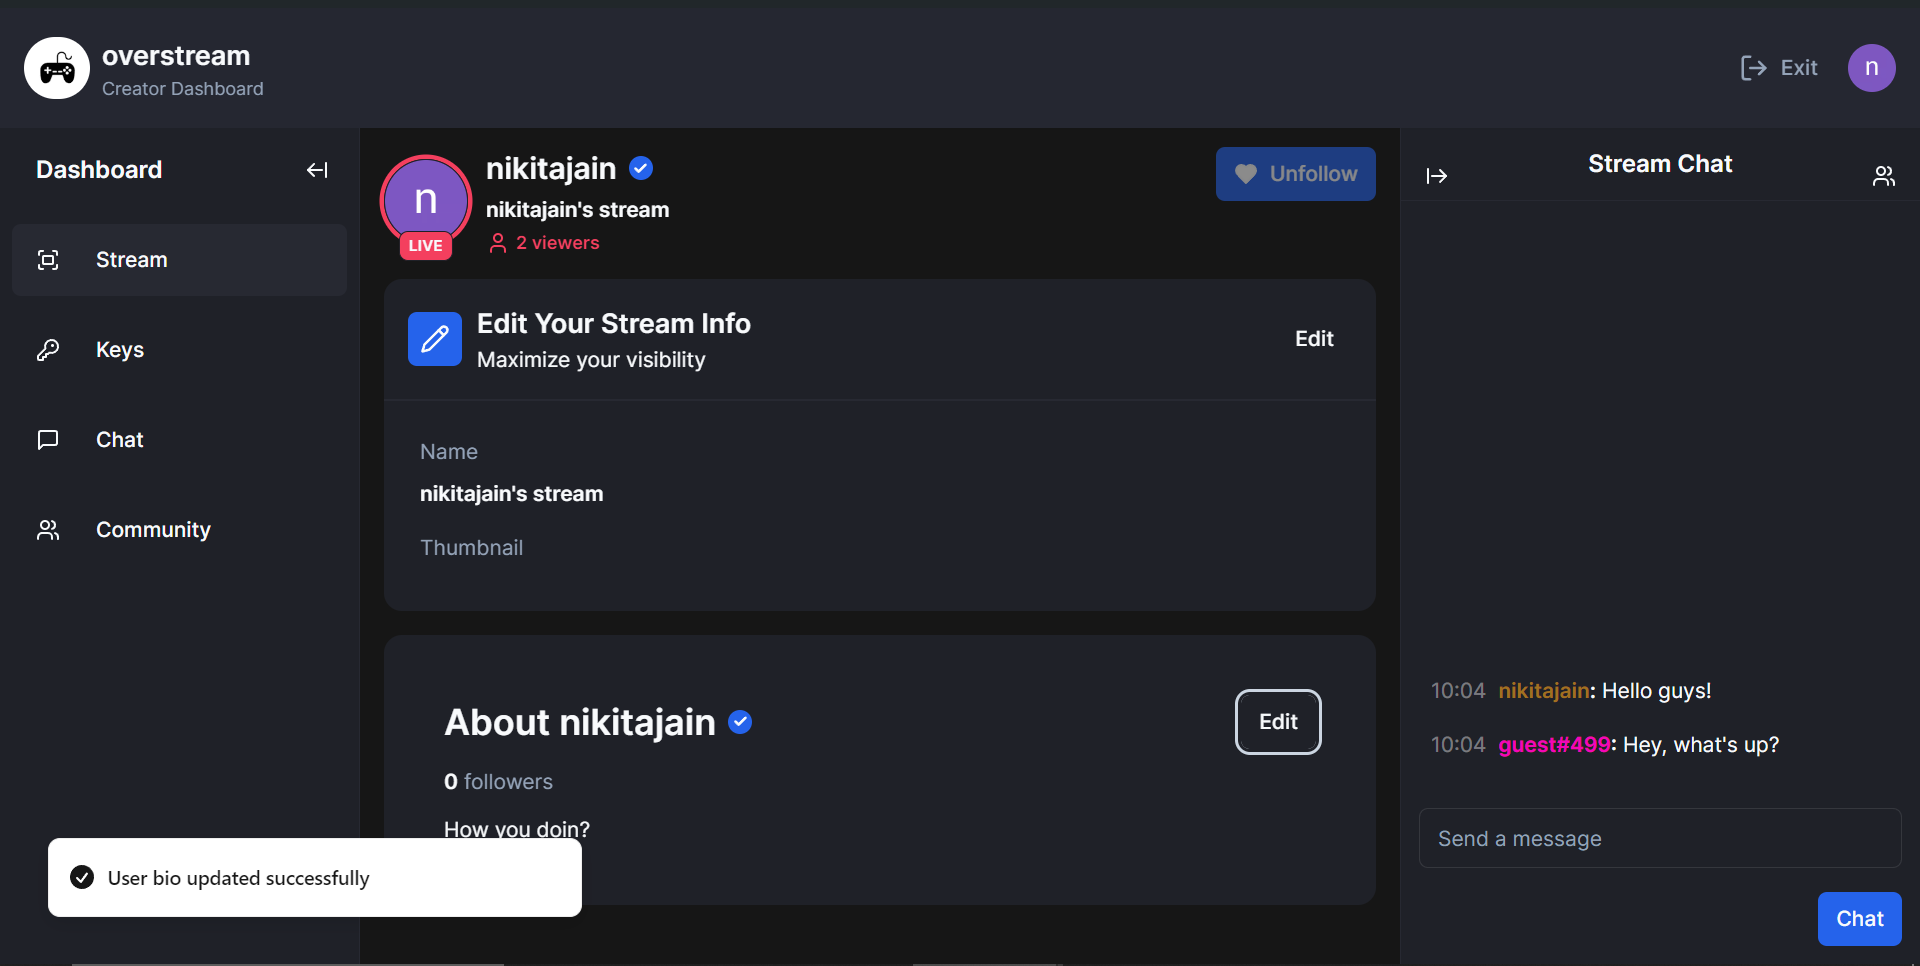 overstream
Creator Dashboard
Exit
n
Dashboard
Stream
Keys
Chat
Community
n
LIVE
nikitajain
nikitajain's stream
2 viewers
Unfollow
Edit Your Stream Info
Maximize your visibility
Edit
Name
nikitajain's stream
Thumbnail
About nikitajain
Edit
0 followers
How you doin?
User bio updated successfully
Stream Chat
10:04 nikitajain: Hello guys!
10:04 guest#499: Hey, what's up?
Send a message
Chat